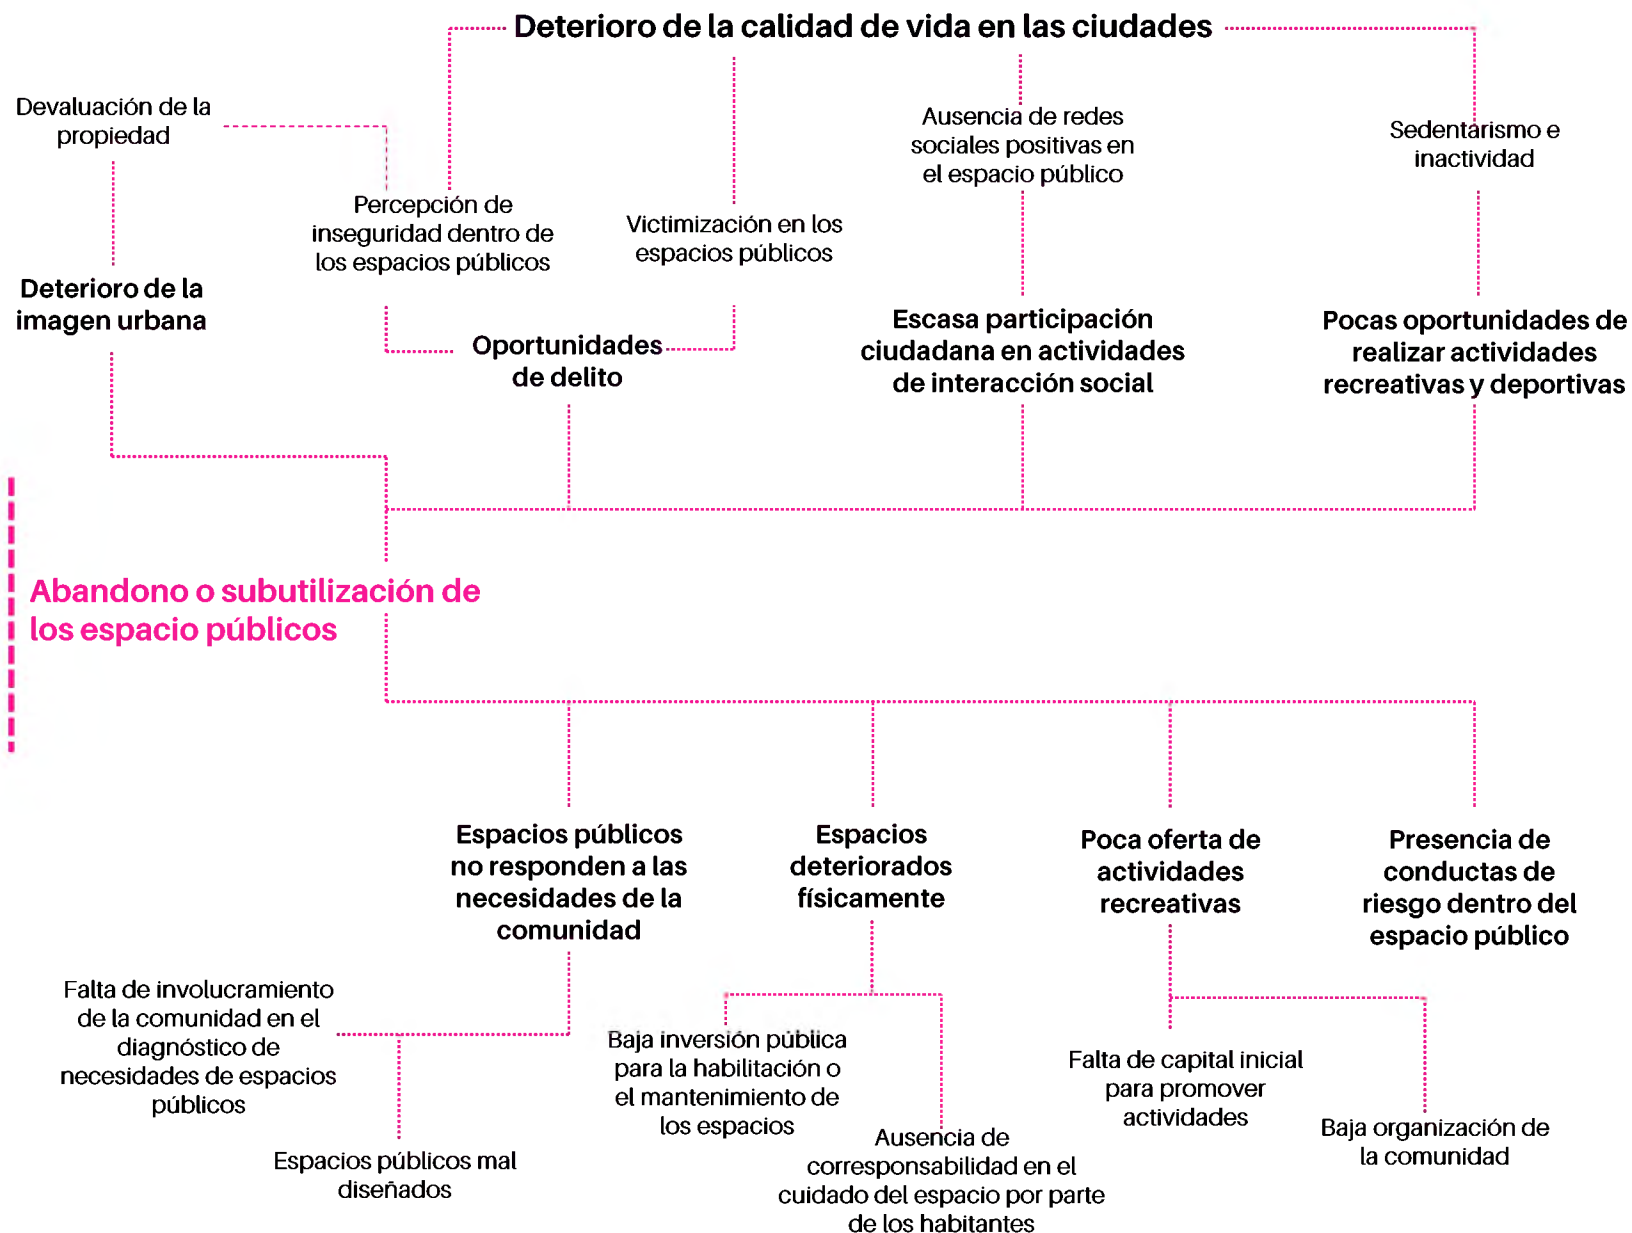 Deterioro de la calidad de vida en las ciudades
Devaluación de la
propiedad
Percepción de
inseguridad dentro de
los espacios públicos
Victimización en los
espacios públicos
Ausencia de redes
sociales positivas en
el espacio público
Sedentarismo e
inactividad
Deterioro de la
imagen urbana
Oportunidades
de delito
Escasa participación
ciudadana en actividades
de interacción social
Pocas oportunidades de
realizar actividades
recreativas y deportivas
Abandono o subutilización de
los espacio públicos
Espacios públicos
no responden a las
necesidades de la
comunidad
Espacios
deteriorados
físicamente
Poca oferta de
actividades
recreativas
Presencia de
conductas de
riesgo dentro del
espacio público
Falta de involucramiento
de la comunidad en el
diagnóstico de
necesidades de espacios
públicos
Espacios públicos mal
diseñados
Baja inversión pública
para la habilitación o
el mantenimiento de
los espacios
Ausencia de
corresponsabilidad en el
cuidado del espacio por parte
de los habitantes
Falta de capital inicial
para promover
actividades
Baja organización de
la comunidad